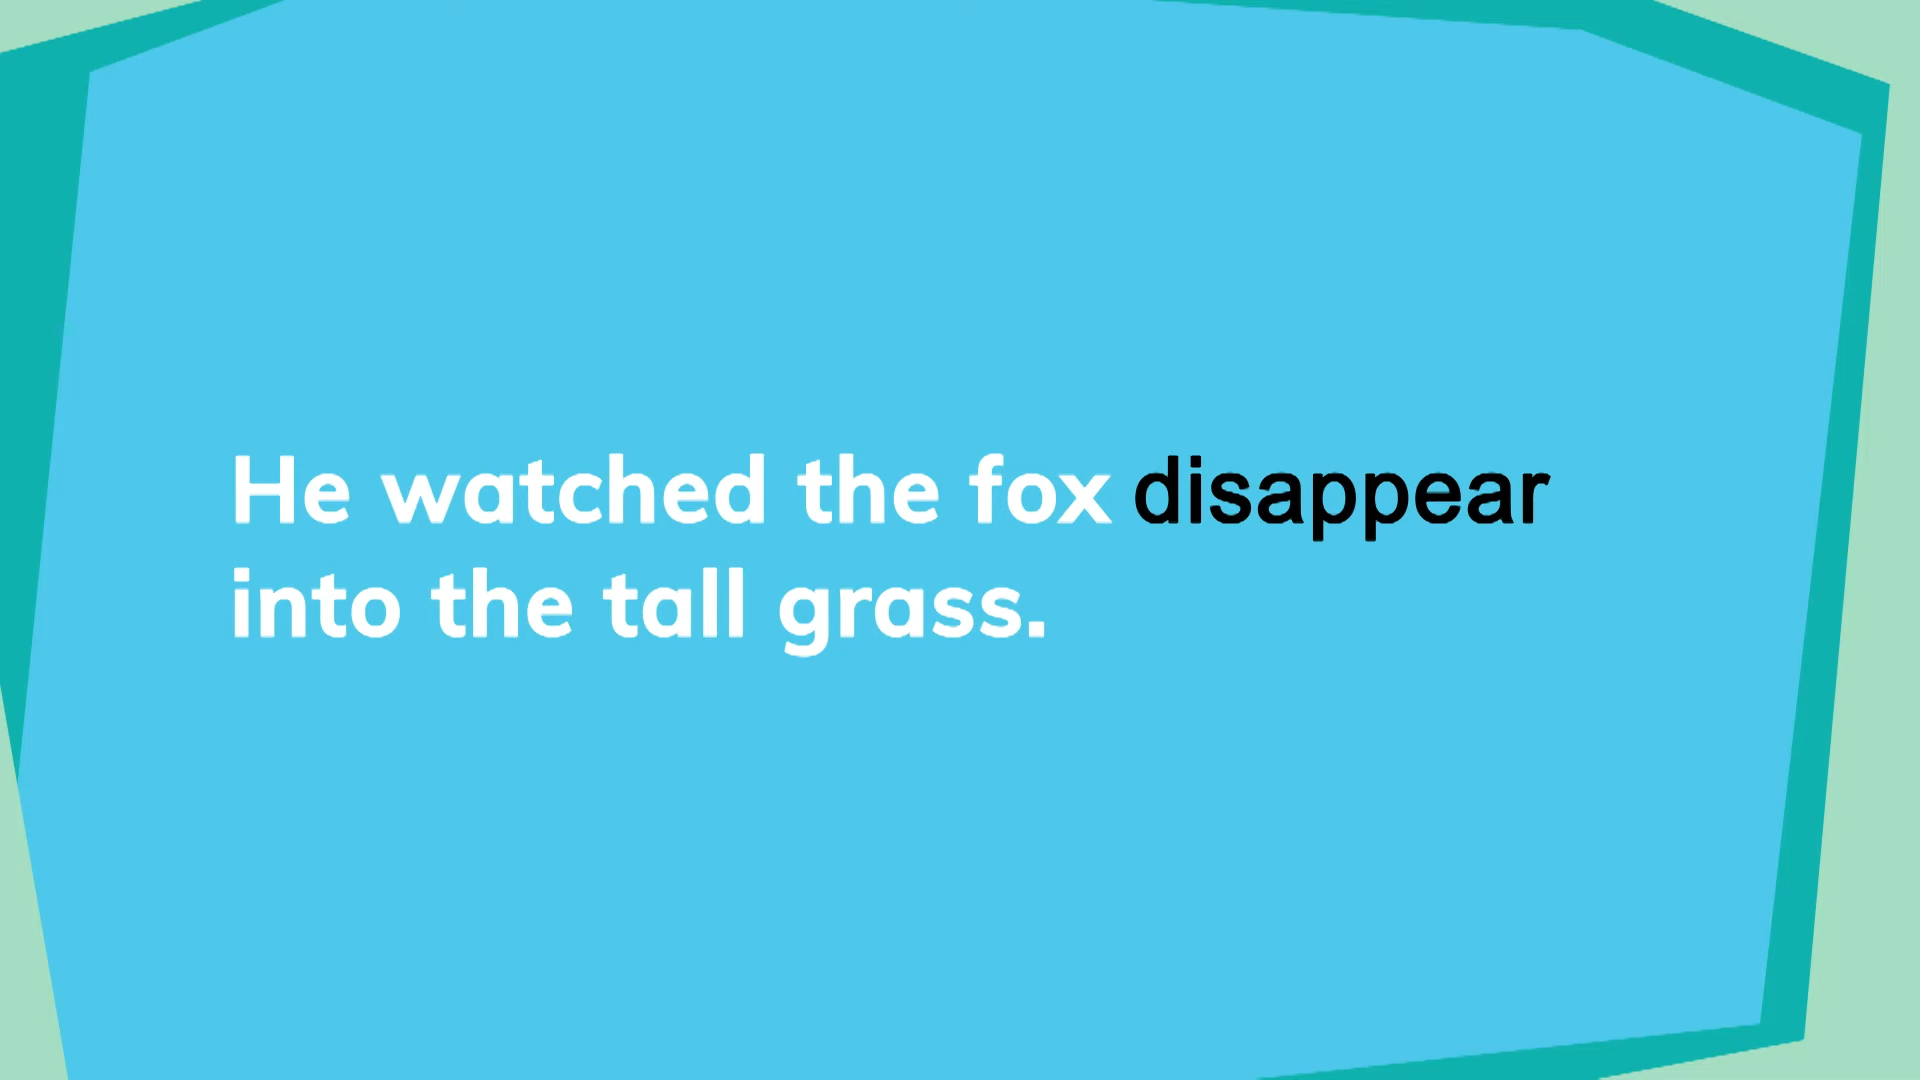 He watched the fox disappear
into the tall grass.